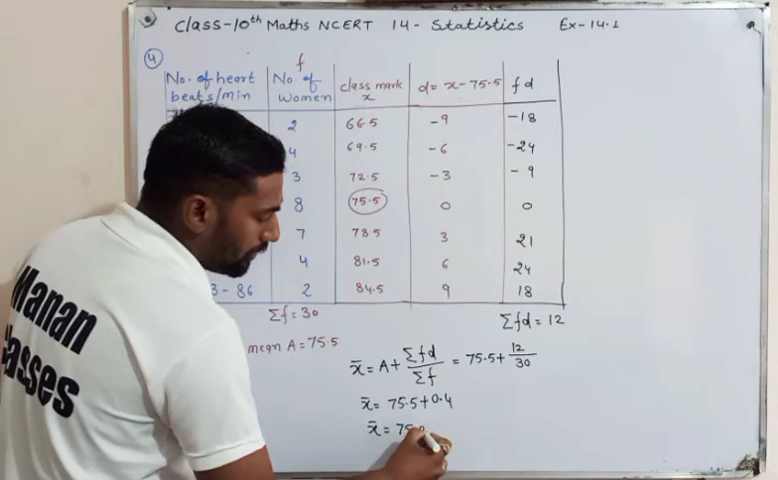 Class-10th Maths NCERT 14- Statistics Ex-14.1
4
f
No. of heart beats/min No. of women class mark x d= x-75.5 fd
2 66.5 -9 -18
4 69.5 -6 -24
3 72.5 -3 -9
8 75.5 0 0
7 78.5 3 21
4 81.5 6 24
3-86 2 84.5 9 18
Σf=30 Σfd=12
mean A=75.5
x̄=A+Σfd/Σf=75.5+12/30
x̄=75.5+0.4
x̄=75.
Manan
asses